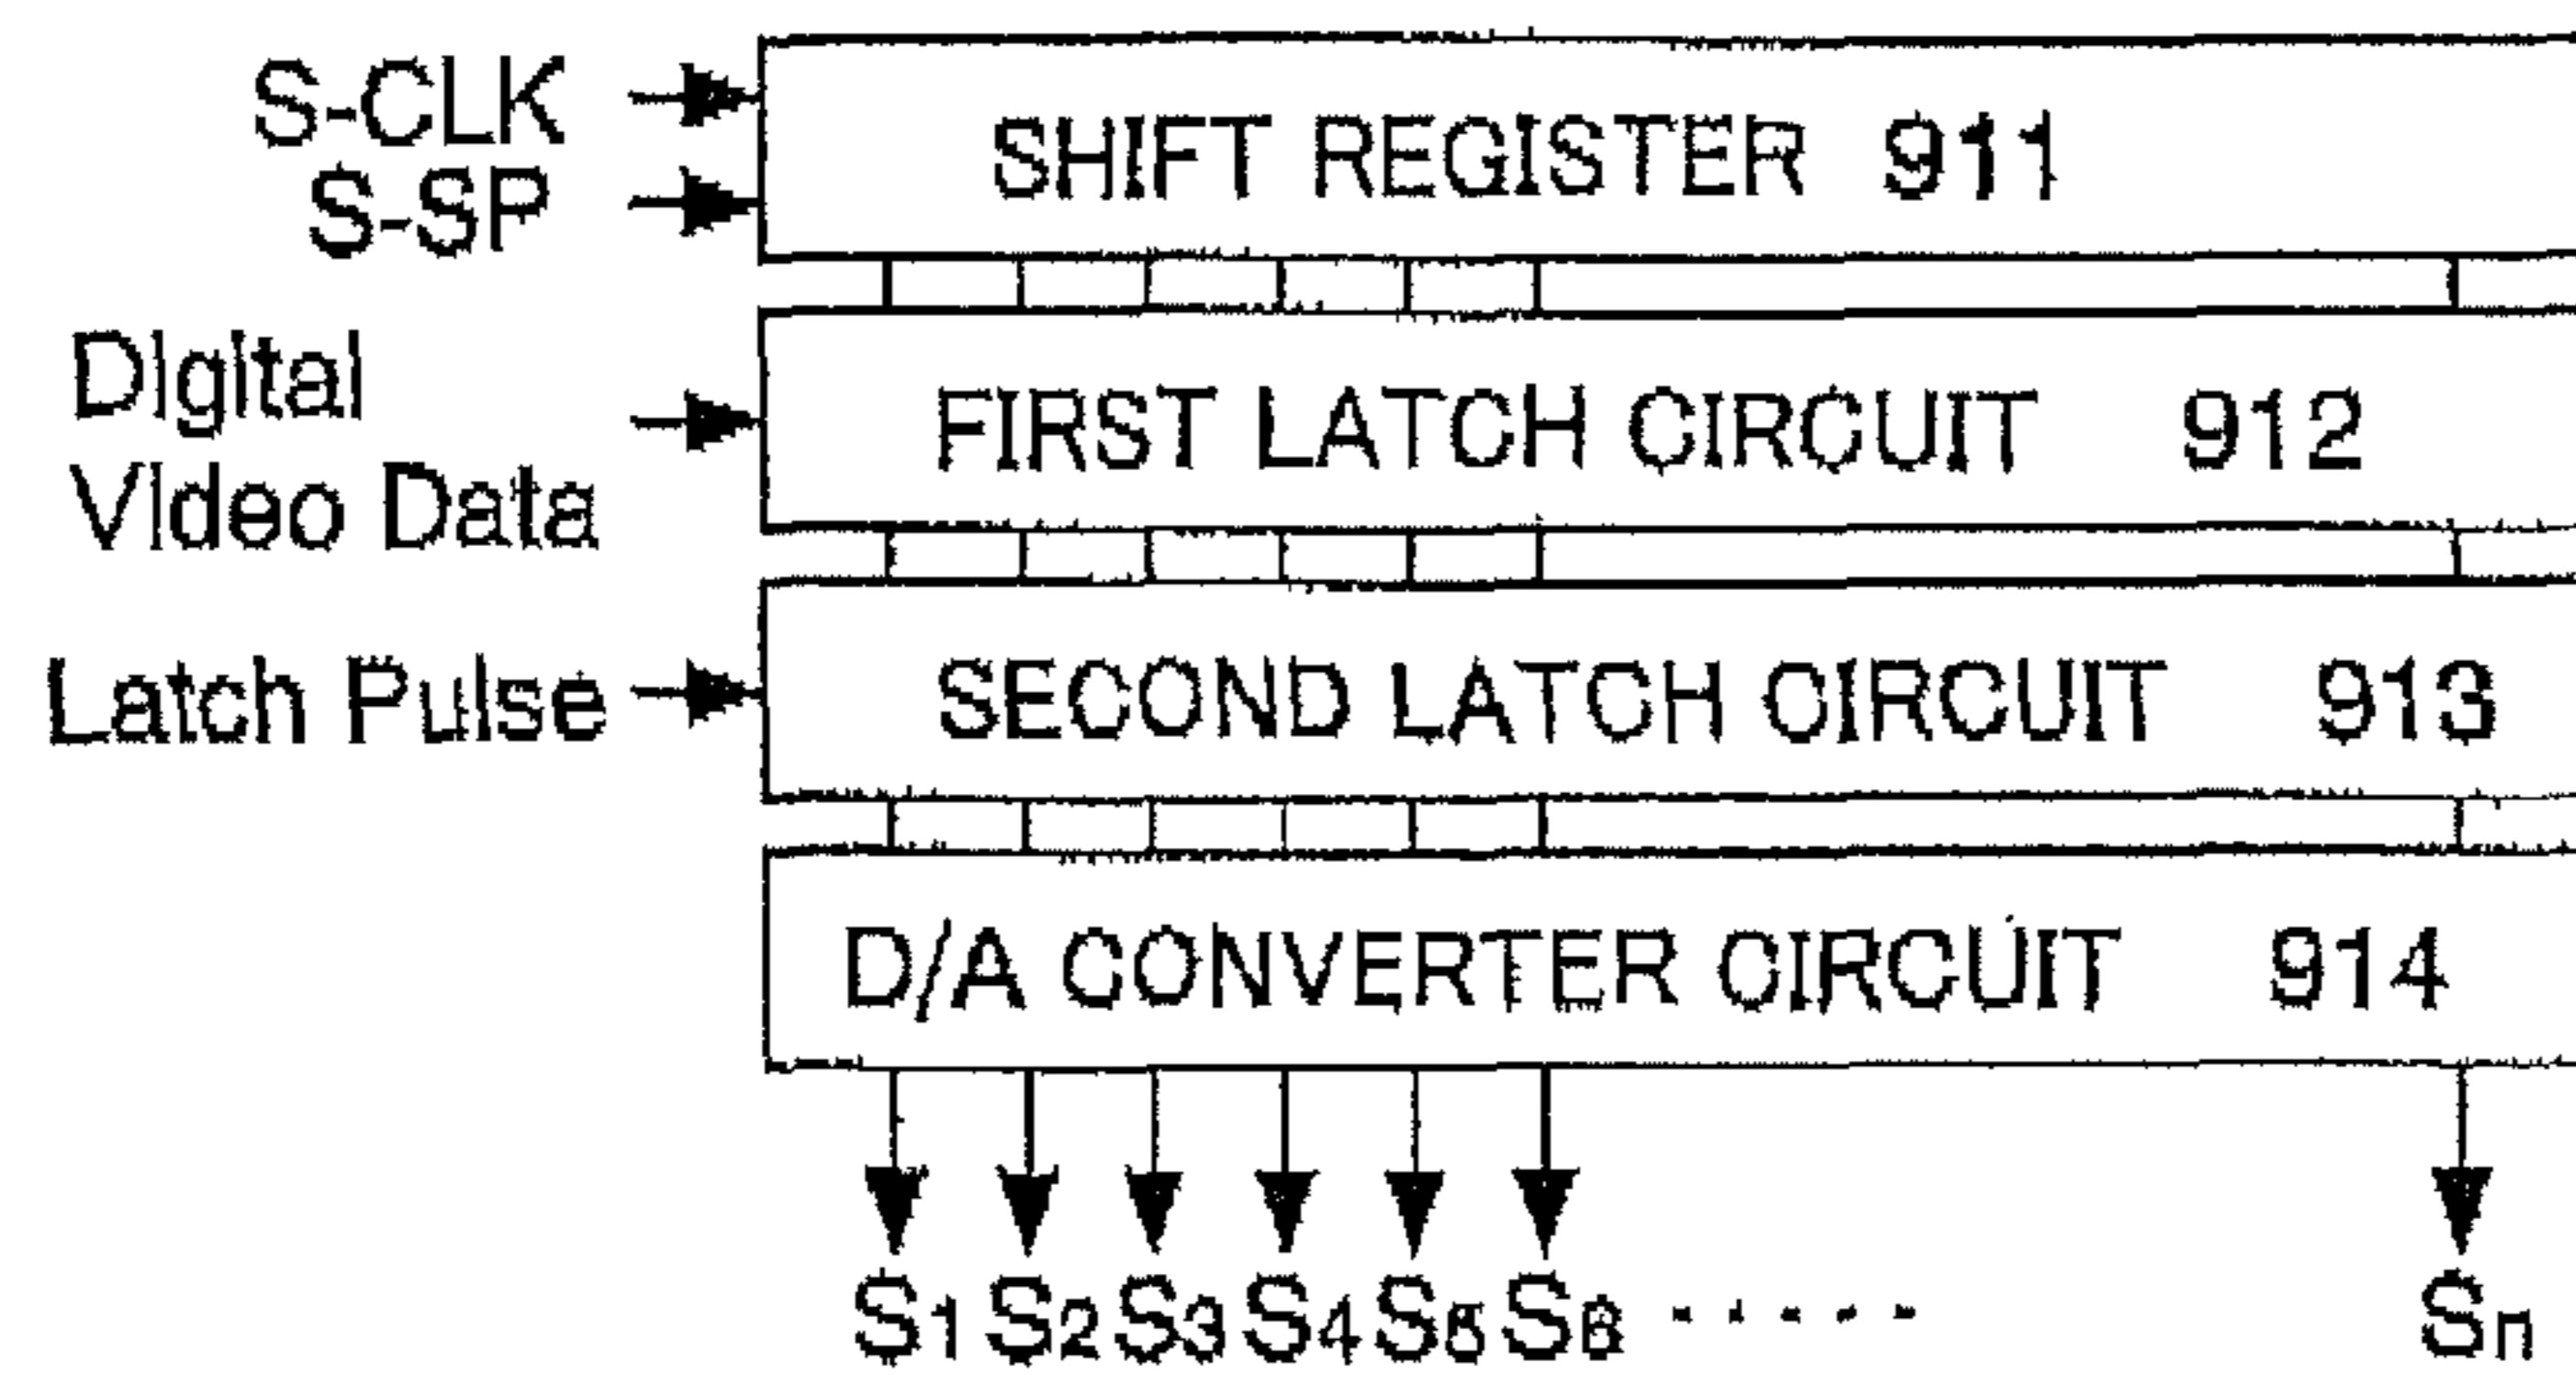 S-CLK
S-SP
SHIFT REGISTER 911
Digital
Video Data
FIRST LATCH CIRCUIT 912
Latch Pulse
SECOND LATCH CIRCUIT 913
D/A CONVERTER CIRCUIT 914
S1 S2 S3 S4 S5 S6 ····· Sn